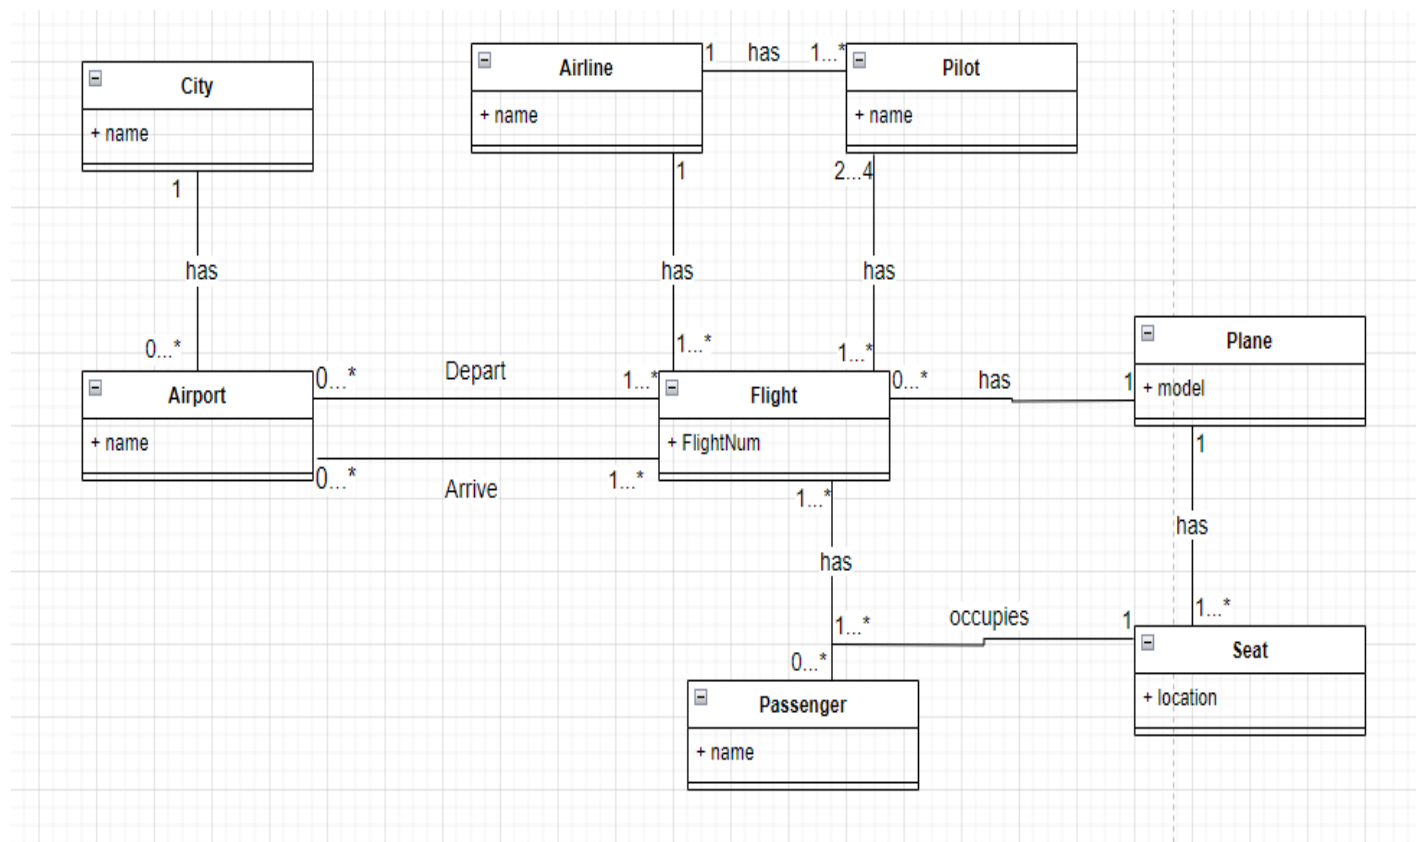 City
+ name
1
has
0...*
Airline
+ name
1 has 1...*
Pilot
+ name
1
has
1...*
2...4
has
1...*
Airport
+ name
0...* Depart 1...*
0...* Arrive 1...*
Flight
+ FlightNum
0...* has 1
Plane
+ model
1
has
1...*
1...*
has
0...*
1...* occupies 1
Seat
+ location
Passenger
+ name